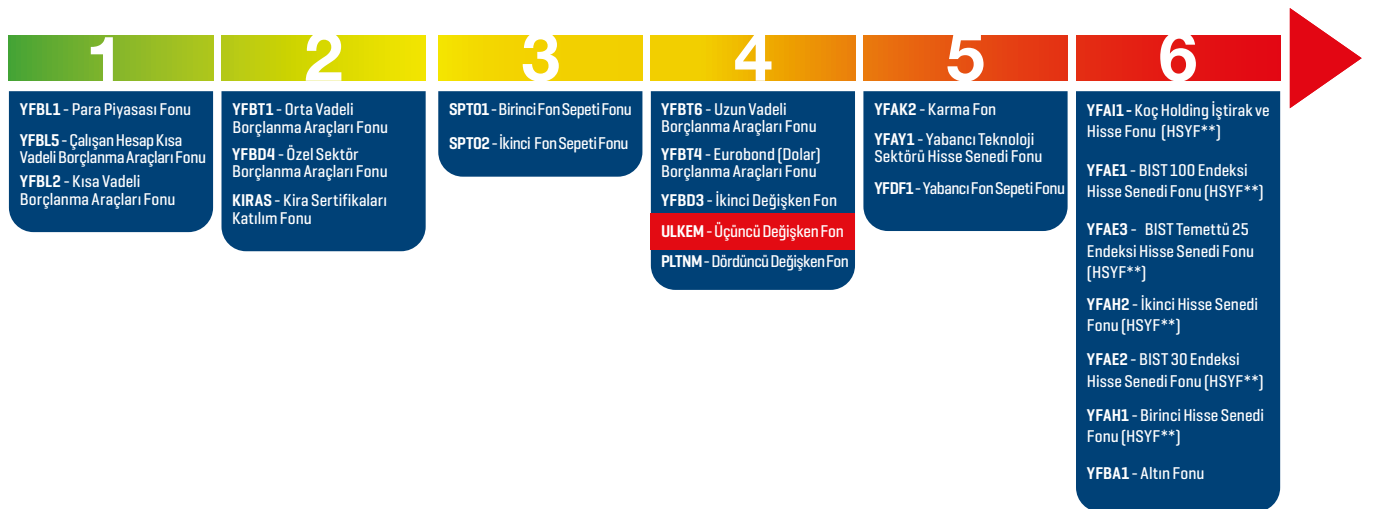 1
YFBL1 - Para Piyasası Fonu
YFBL5 - Çalışan Hesap Kısa
Vadeli Borçlanma Araçları Fonu
YFBL2 - Kısa Vadeli
Borçlanma Araçları Fonu
2
YFBT1 - Orta Vadeli
Borçlanma Araçları Fonu
YFBD4 - Özel Sektör
Borçlanma Araçları Fonu
KIRAS - Kira Sertifikaları
Katılım Fonu
3
SPT01 - Birinci Fon Sepeti Fonu
SPT02 - İkinci Fon Sepeti Fonu
4
YFBT6 - Uzun Vadeli
Borçlanma Araçları Fonu
YFBT4 - Eurobond (Dolar)
Borçlanma Araçları Fonu
YFBD3 - İkinci Değişken Fon
ULKEM - Üçüncü Değişken Fon
PLTNM - Dördüncü Değişken Fon
5
YFAK2 - Karma Fon
YFAY1 - Yabancı Teknoloji
Sektörü Hisse Senedi Fonu
YFDF1 - Yabancı Fon Sepeti Fonu
6
YFAI1 - Koç Holding İştirak ve
Hisse Fonu (HSYF**)
YFAE1 - BIST 100 Endeksi
Hisse Senedi Fonu (HSYF**)
YFAE3 - BIST Temettü 25
Endeksi Hisse Senedi Fonu
(HSYF**)
YFAH2 - İkinci Hisse Senedi
Fonu (HSYF**)
YFAE2 - BIST 30 Endeksi
Hisse Senedi Fonu (HSYF**)
YFAH1 - Birinci Hisse Senedi
Fonu (HSYF**)
YFBA1 - Altın Fonu